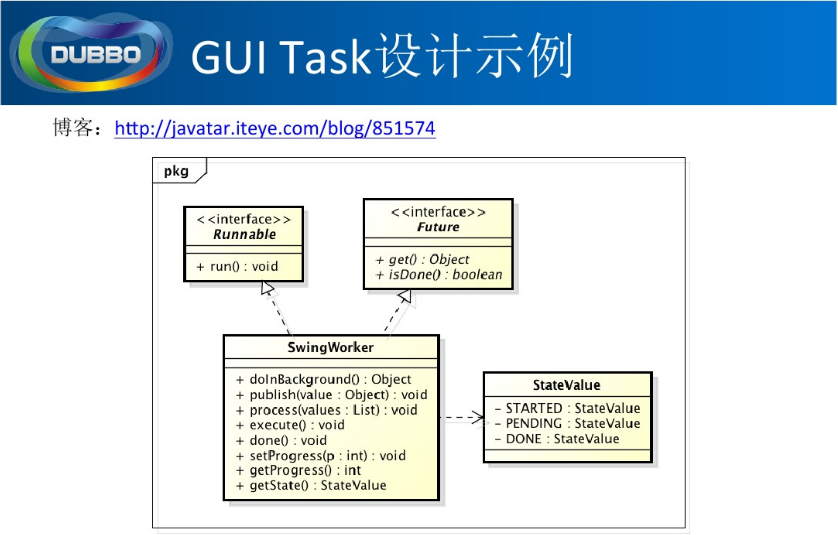 DUBBO
GUI Task设计示例
博客：http://javatar.iteye.com/blog/851574
pkg
<<interface>>
Runnable
+ run() : void
<<interface>>
Future
+ get() : Object
+ isDone() : boolean
SwingWorker
+ doInBackground() : Object
+ publish(value : Object) : void
+ process(values : List) : void
+ execute() : void
+ done() : void
+ setProgress(p : int) : void
+ getProgress() : int
+ getState() : StateValue
StateValue
- STARTED : StateValue
- PENDING : StateValue
- DONE : StateValue